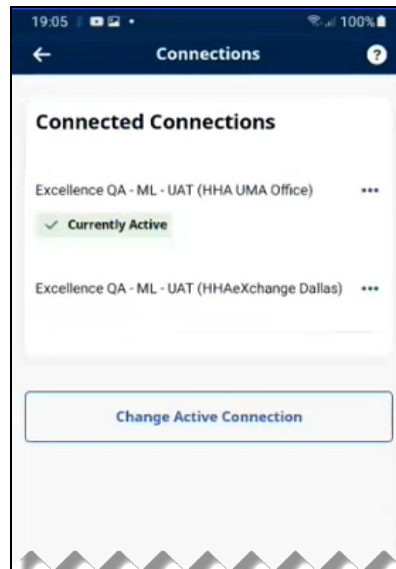 19:05 100%
Connections ?
Connected Connections
Excellence QA - ML - UAT (HHA UMA Office)
Currently Active
Excellence QA - ML - UAT (HHAeXchange Dallas)
Change Active Connection